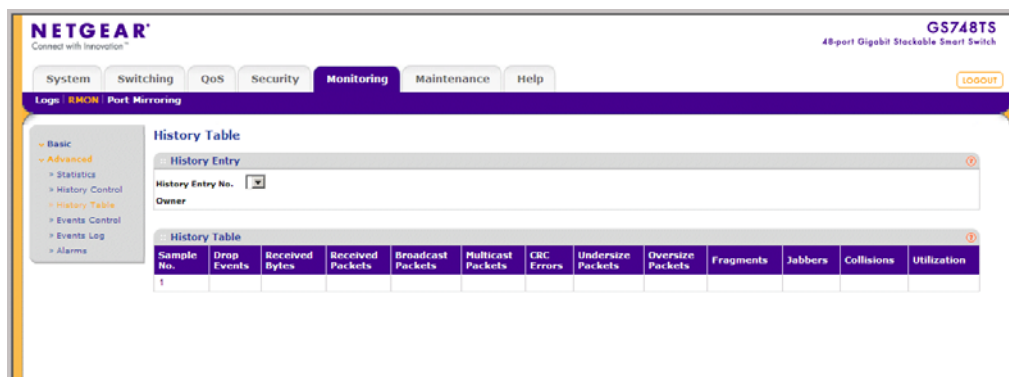 NETGEAR
Connect with Innovation™
GS748TS
48-port Gigabit Stackable Smart Switch
System Switching QoS Security Monitoring Maintenance Help LOGOUT
Logs RMON Port Mirroring
Basic
Advanced
Statistics
History Control
History Table
Events Control
Events Log
Alarms
History Table
History Entry
History Entry No.
Owner
History Table
Sample No. Drop Events Received Bytes Received Packets Broadcast Packets Multicast Packets CRC Errors Undersize Packets Oversize Packets Fragments Jabbers Collisions Utilization
1